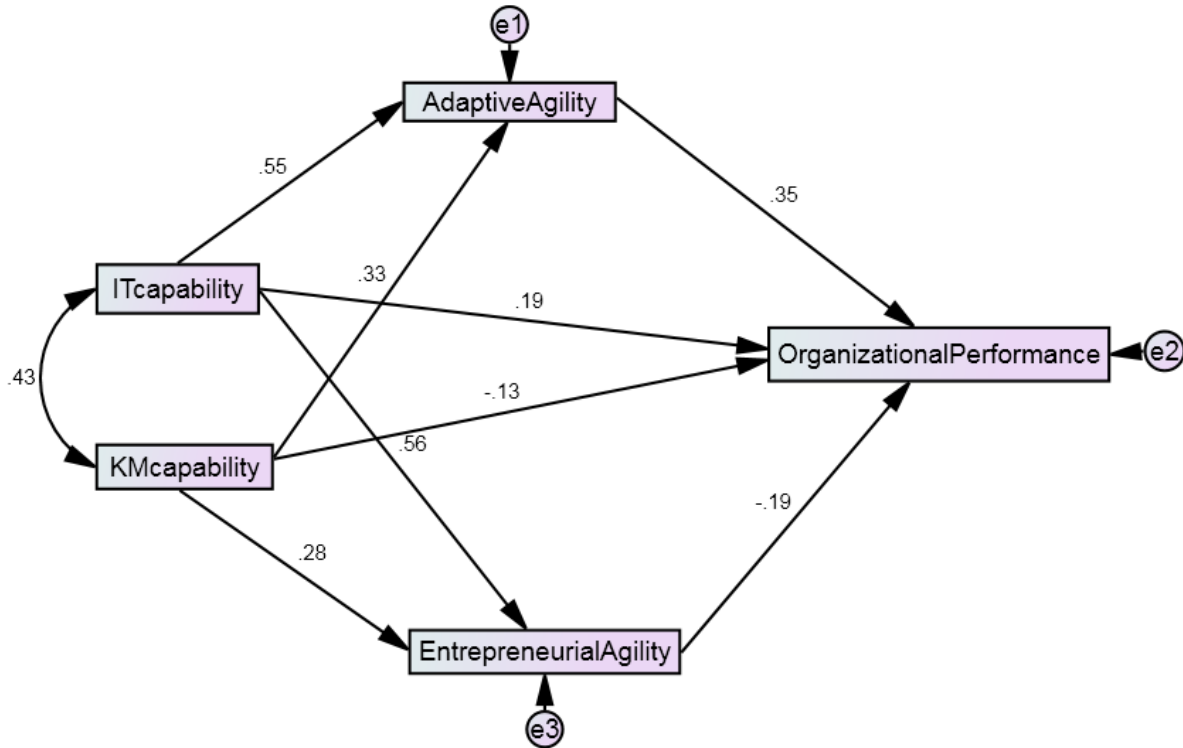 e1
AdaptiveAgility
.55
.35
ITcapability
.33
.19
OrganizationalPerformance
e2
.43
-.13
KMcapability
.56
-.19
.28
EntrepreneurialAgility
e3